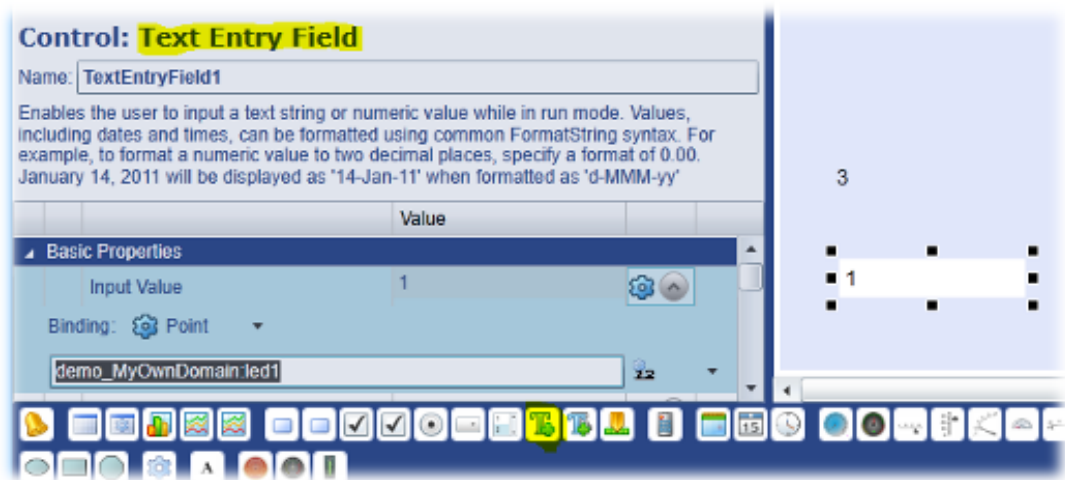 Control: Text Entry Field
Name: TextEntryField1
Enables the user to input a text string or numeric value while in run mode. Values,
including dates and times, can be formatted using common FormatString syntax. For
example, to format a numeric value to two decimal places, specify a format of 0.00.
January 14, 2011 will be displayed as '14-Jan-11' when formatted as 'd-MMM-yy'
Value
Basic Properties
Input Value 1
Binding: Point
demo_MyOwnDomain:led1
3
1
15
A